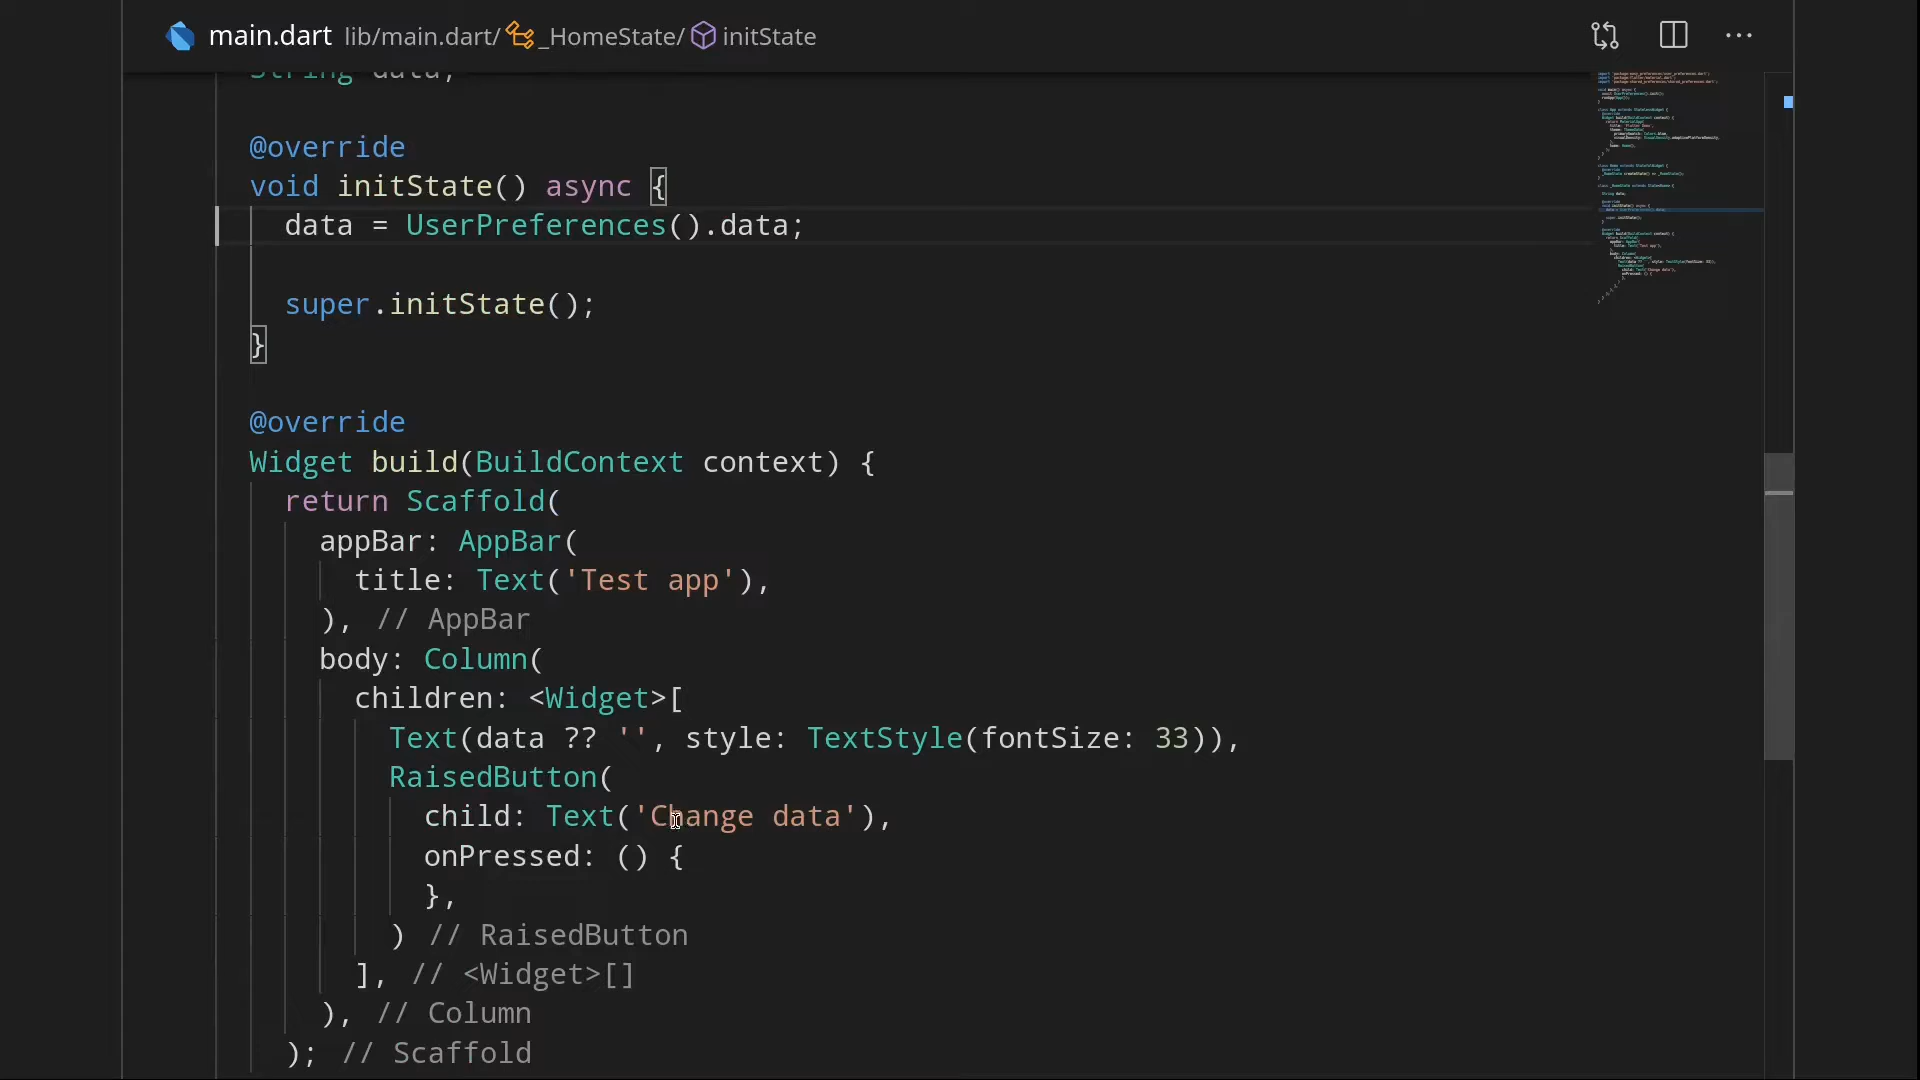 main.dart lib/main.dart/ _HomeState/ initState
String data;
@override
void initState() async {
data = UserPreferences().data;
super.initState();
}
@override
Widget build(BuildContext context) {
return Scaffold(
appBar: AppBar(
title: Text('Test app'),
), // AppBar
body: Column(
children: <Widget>[
Text(data ?? '', style: TextStyle(fontSize: 33)),
RaisedButton(
child: Text('Change data'),
onPressed: () {
},
) // RaisedButton
], // <Widget>[]
), // Column
); // Scaffold